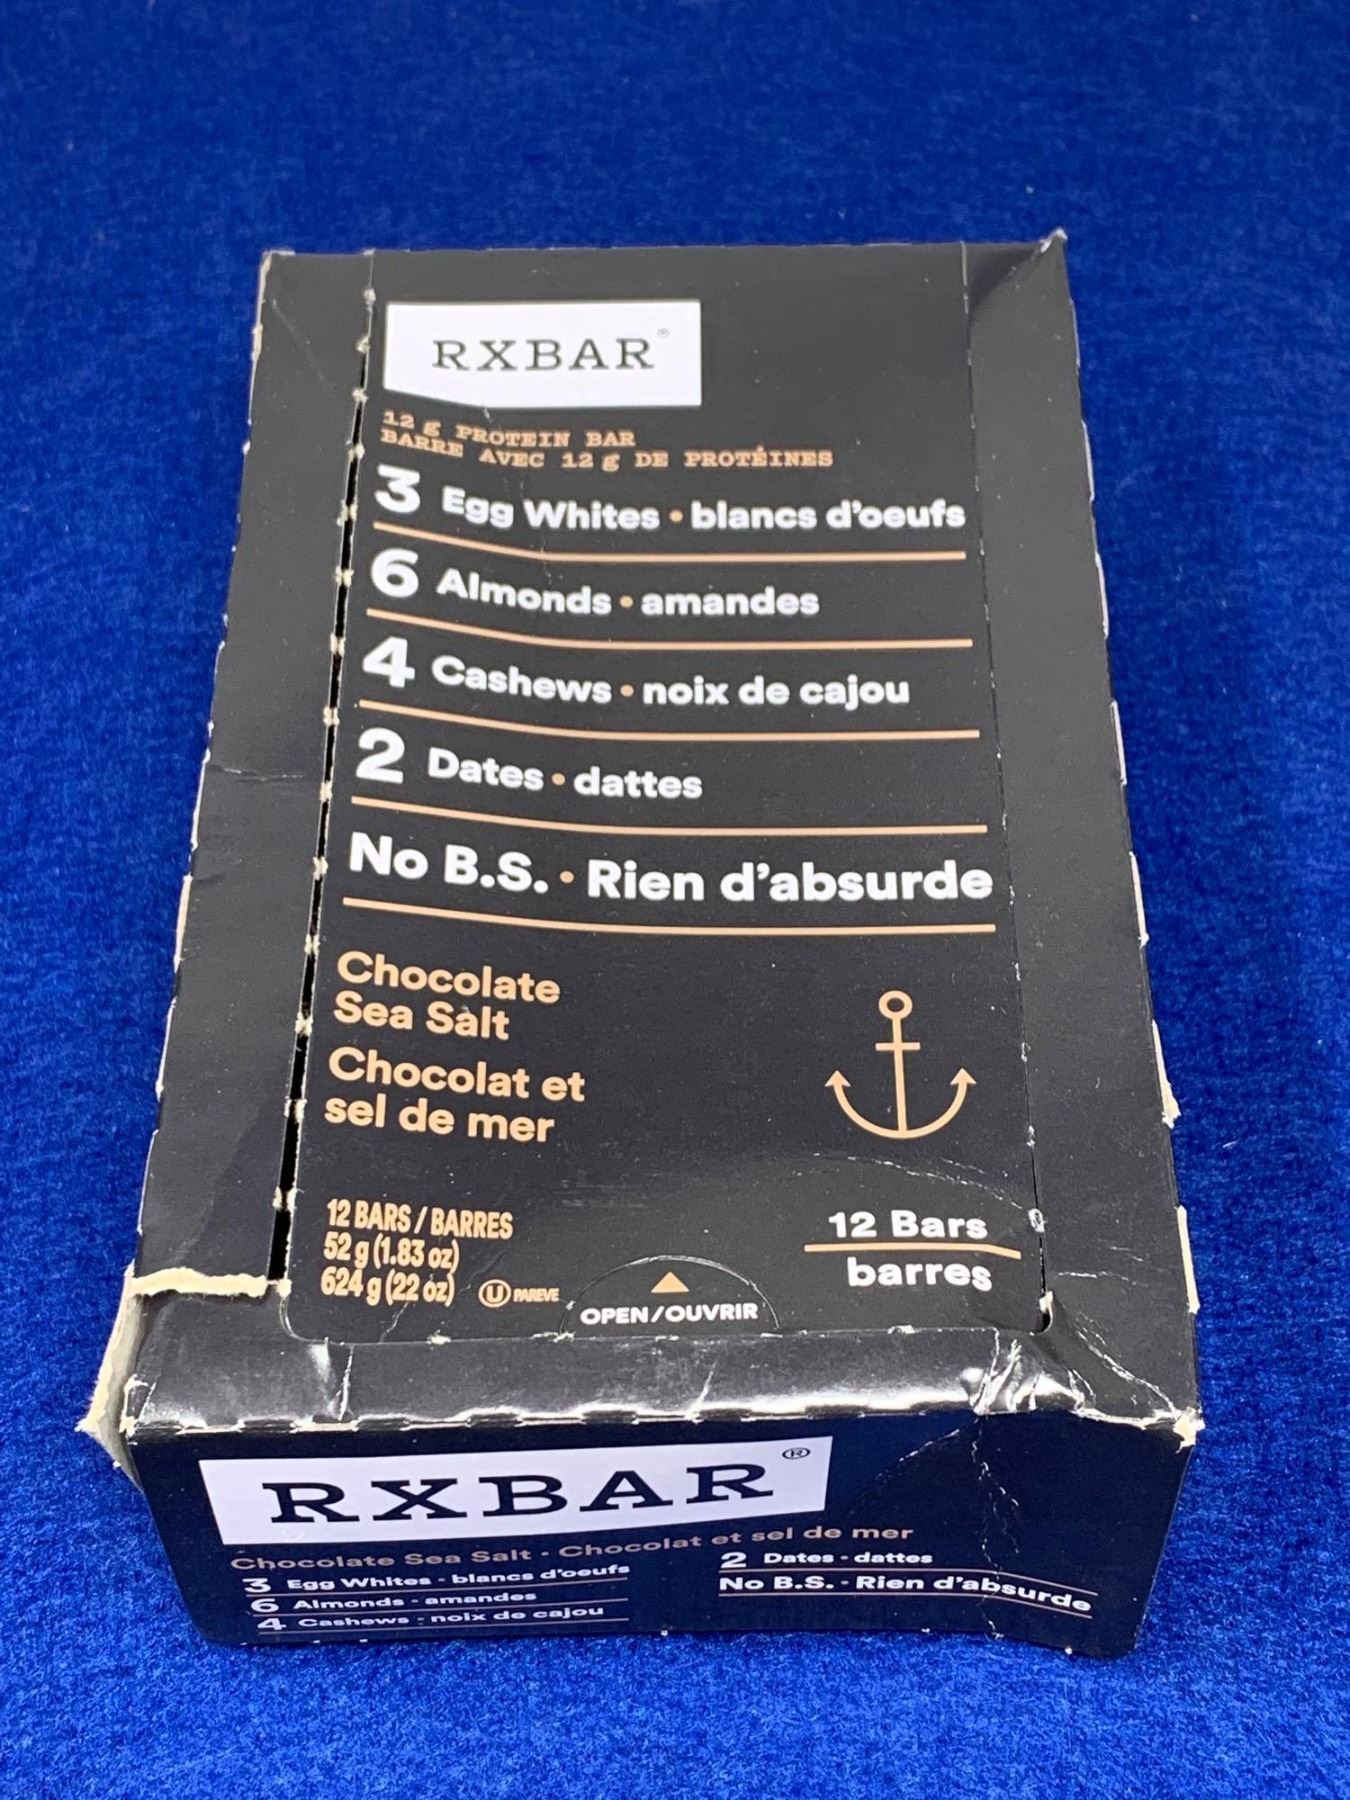 RXBAR®
12 g PROTEIN BAR
BARRE AVEC 12 g DE PROTÉINES
3 Egg Whites • blancs d'oeufs
6 Almonds • amandes
4 Cashews • noix de cajou
2 Dates • dattes
No B.S. • Rien d'absurde
Chocolate
Sea Salt
Chocolat et
sel de mer
12 BARS / BARRES
52 g (1.83 oz)
624 g (22 oz)
U PAREVE
OPEN/OUVRIR
12 Bars
barres
RXBAR®
Chocolate Sea Salt • Chocolat et sel de mer
3 Egg Whites • blancs d'oeufs
6 Almonds • amandes
4 Cashews • noix de cajou
2 Dates • dattes
No B.S. • Rien d'absurde